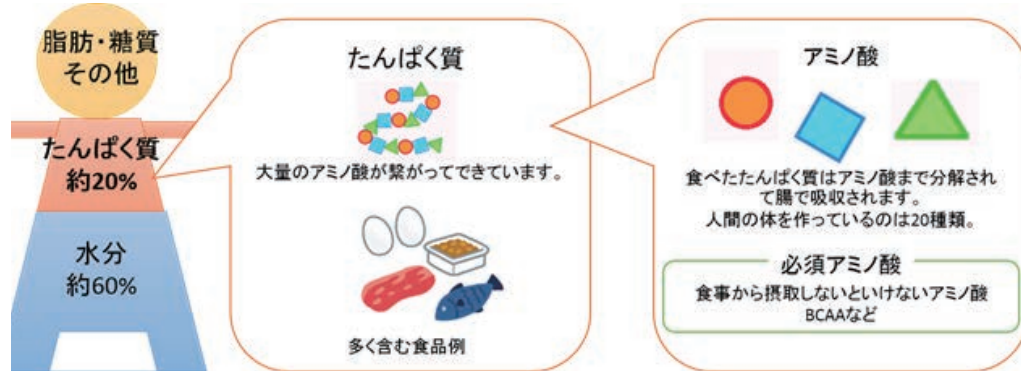 脂肪・糖質
その他
たんぱく質
約20%
水分
約60%
たんぱく質
大量のアミノ酸が繋がってできています。
多く含む食品例
アミノ酸
食べたたんぱく質はアミノ酸まで分解され
て腸で吸収されます。
人間の体を作っているのは20種類。
必須アミノ酸
食事から摂取しないといけないアミノ酸
BCAAなど